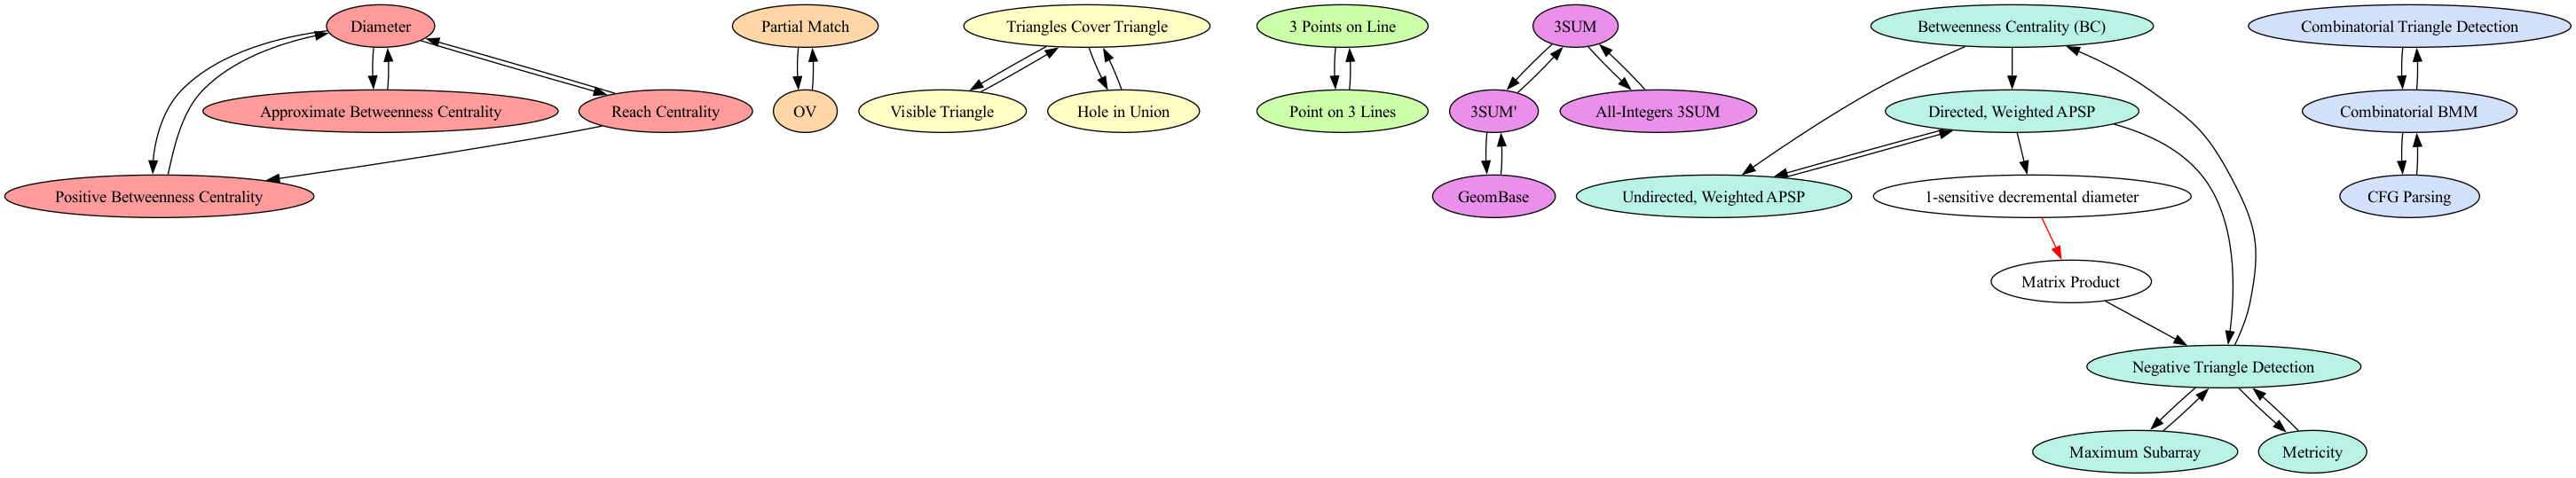 Diameter
Partial Match
Triangles Cover Triangle
3 Points on Line
3SUM
Betweenness Centrality (BC)
Combinatorial Triangle Detection
Approximate Betweenness Centrality
Reach Centrality
OV
Visible Triangle
Hole in Union
Point on 3 Lines
3SUM'
All-Integers 3SUM
Directed, Weighted APSP
Combinatorial BMM
Positive Betweenness Centrality
GeomBase
Undirected, Weighted APSP
1-sensitive decremental diameter
CFG Parsing
Matrix Product
Negative Triangle Detection
Maximum Subarray
Metricity